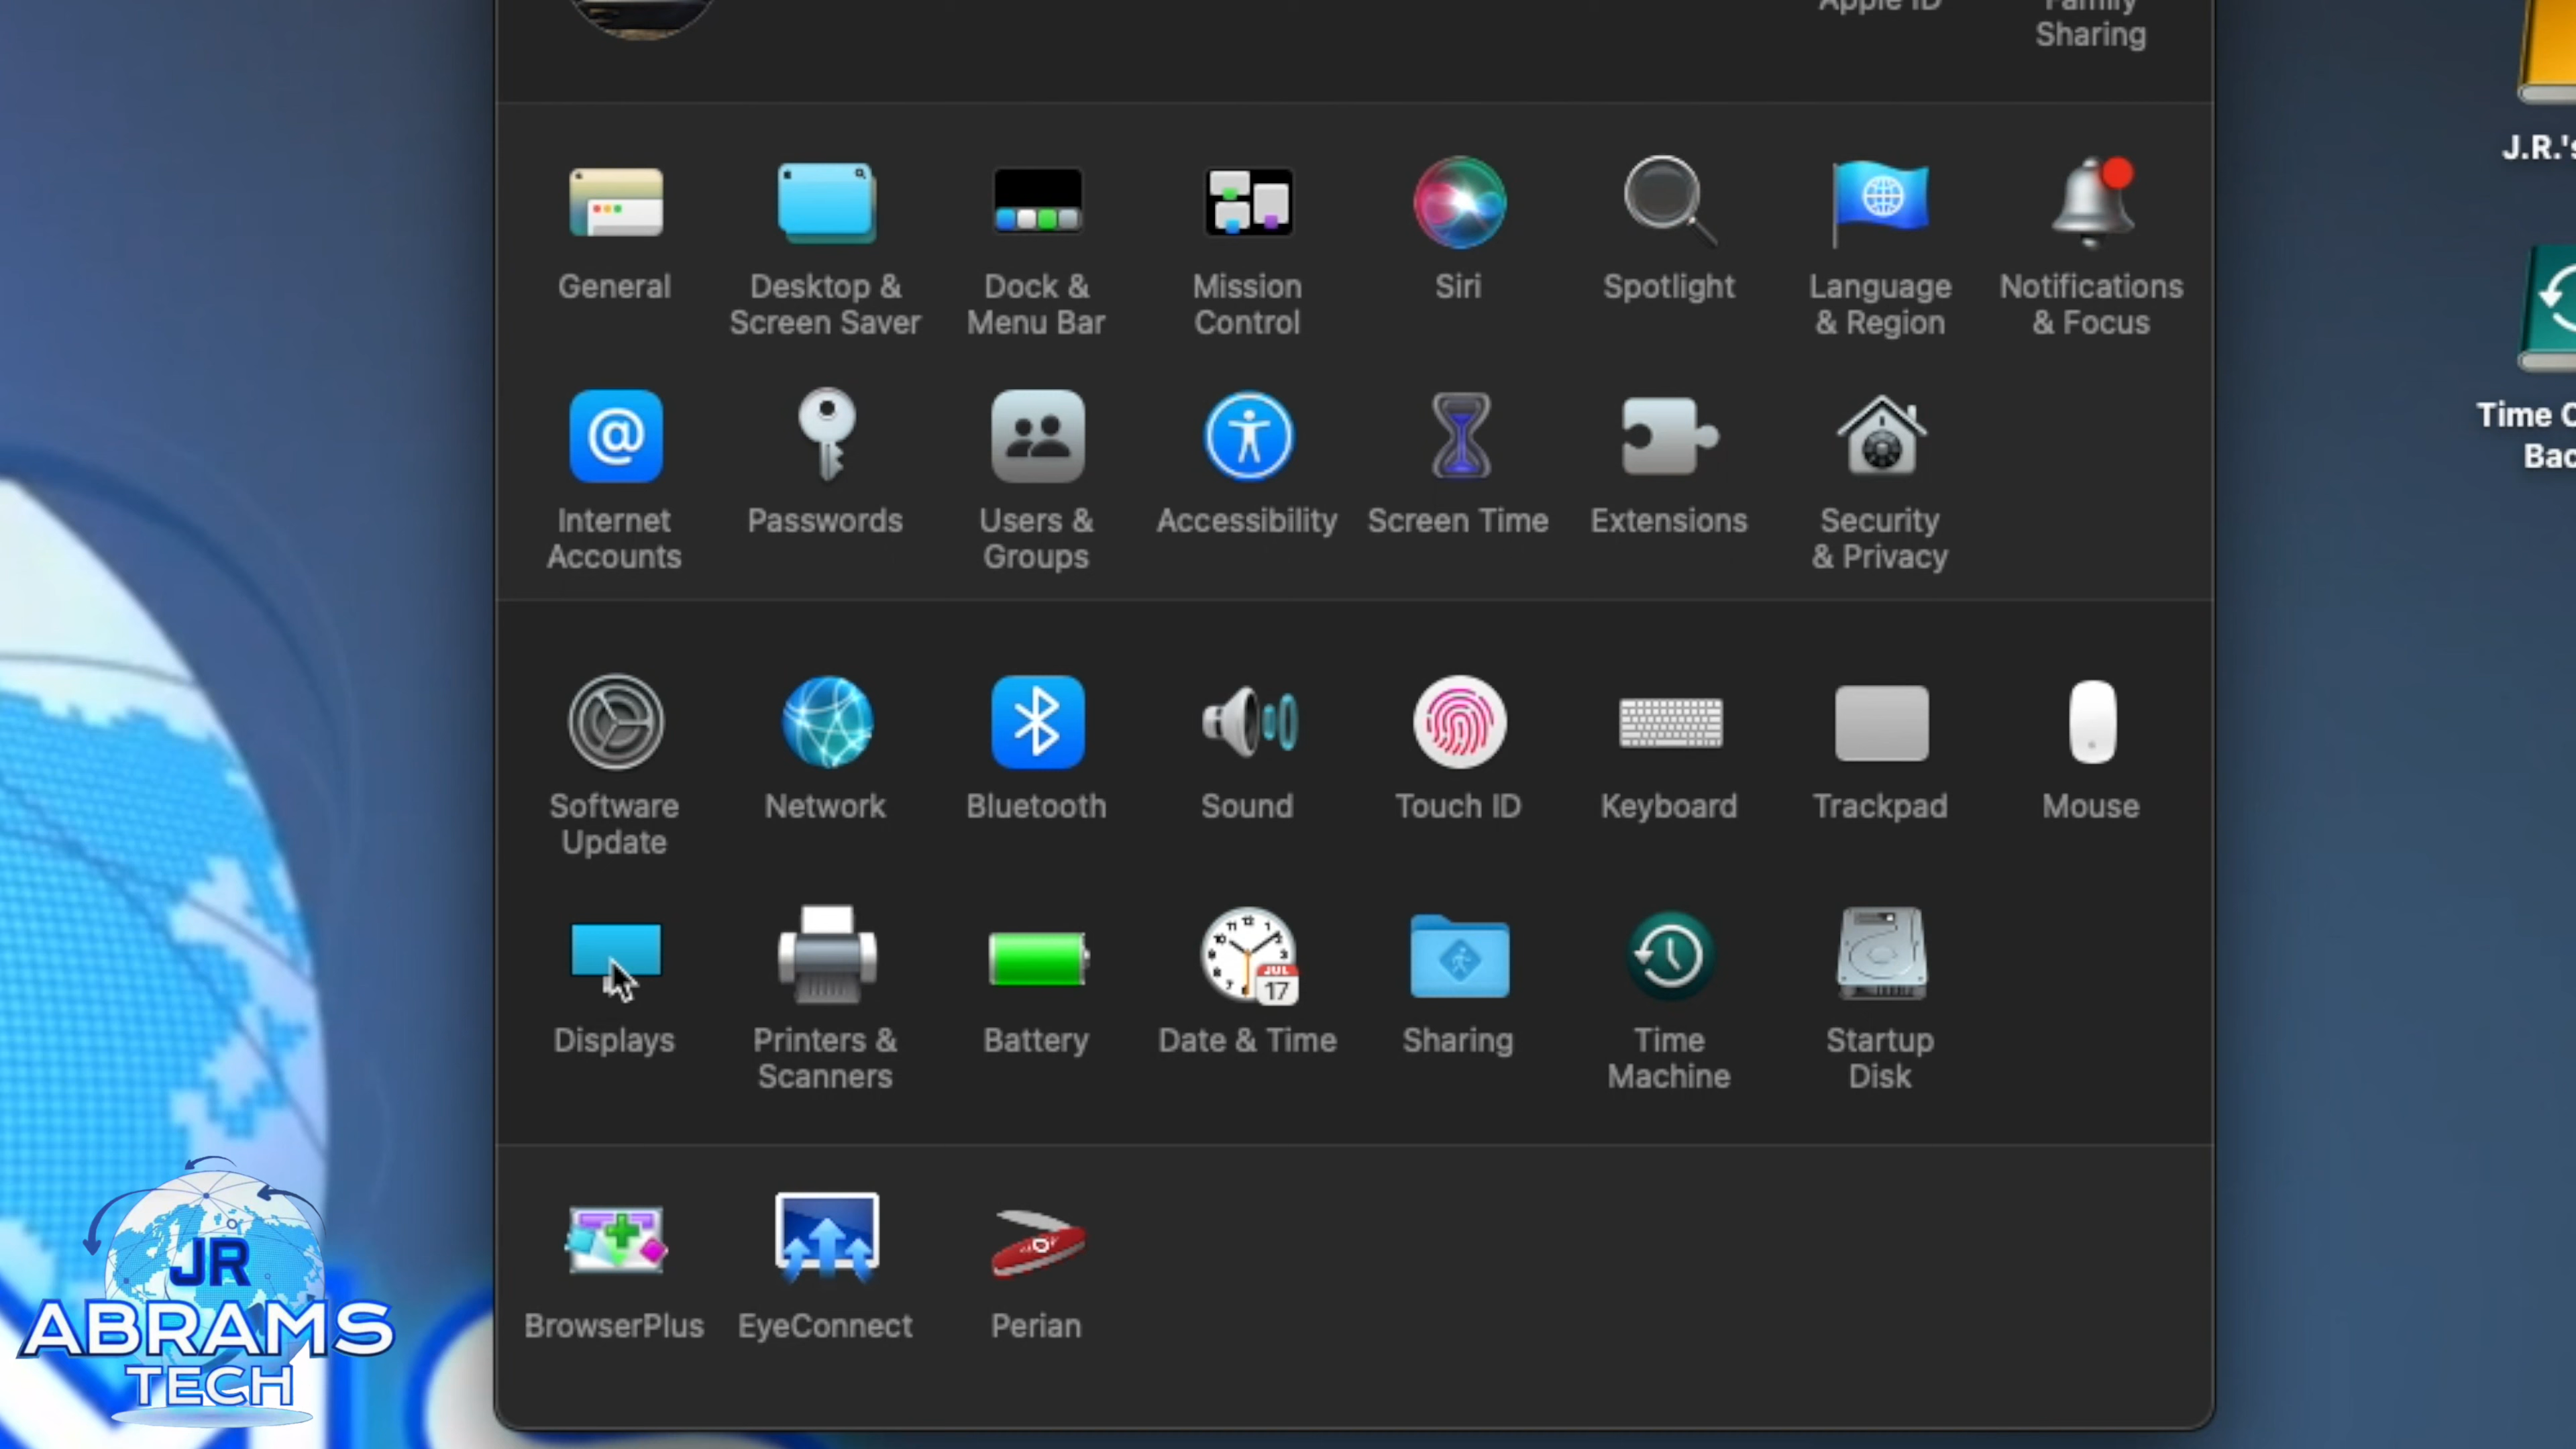 Apple ID
Family
Sharing
J.R.'s
General
Desktop &
Screen Saver
Dock &
Menu Bar
Mission
Control
Siri
Spotlight
Language
& Region
Notifications
& Focus
Time
Bac
Internet
Accounts
Passwords
Users &
Groups
Accessibility
Screen Time
Extensions
Security
& Privacy
Software
Update
Network
Bluetooth
Sound
Touch ID
Keyboard
Trackpad
Mouse
JUL
17
Displays
Printers &
Scanners
Battery
Date & Time
Sharing
Time
Machine
Startup
Disk
BrowserPlus
EyeConnect
Perian
JR
ABRAMS
TECH